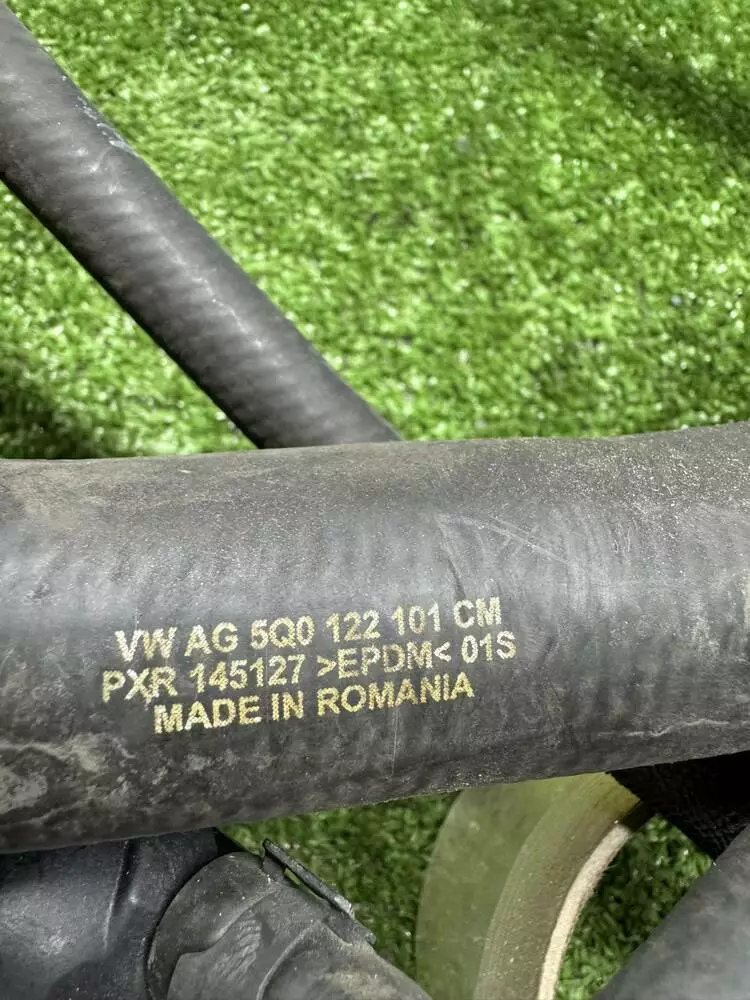 VW AG 5Q0 122 101 CM
PXR 145127 >EPDM< 01S
MADE IN ROMANIA